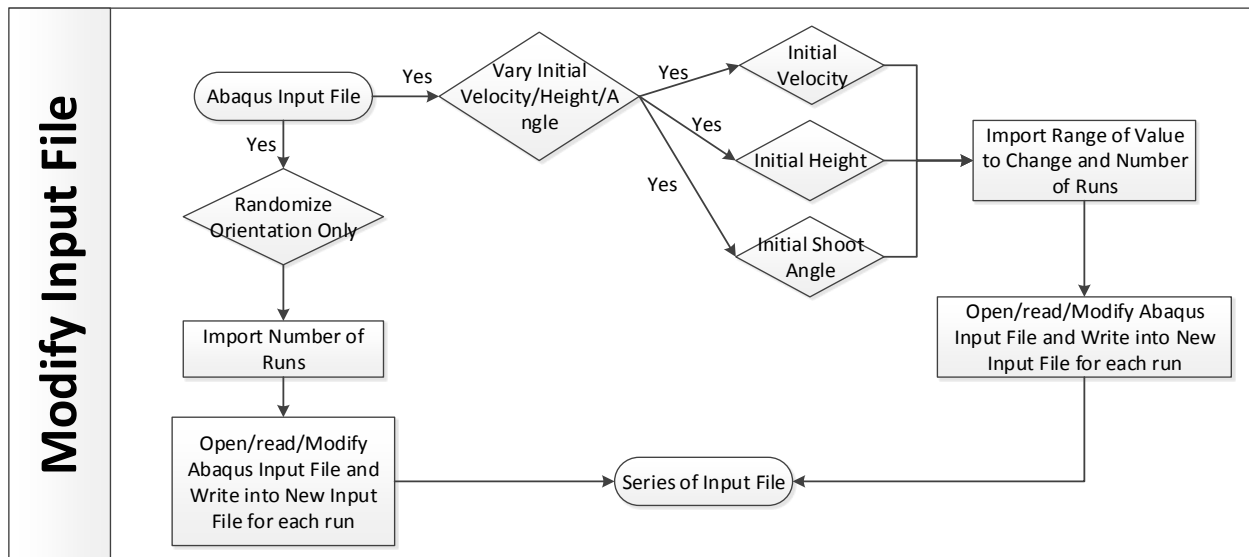 Modify Input File
Abaqus Input File
Yes
Vary Initial
Velocity/Height/A
ngle
Yes
Initial
Velocity
Yes
Initial Height
Yes
Initial Shoot
Angle
Import Range of Value
to Change and Number
of Runs
Open/read/Modify Abaqus
Input File and Write into New
Input File for each run
Yes
Randomize
Orientation Only
Import Number of
Runs
Open/read/Modify
Abaqus Input File and
Write into New Input
File for each run
Series of Input File